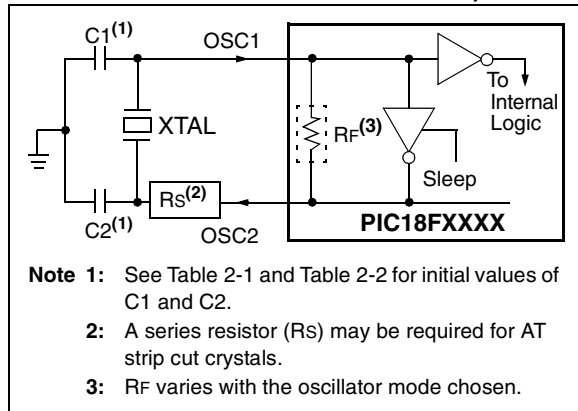 C1(1)
OSC1
To
Internal
Logic
XTAL
RF(3)
Sleep
C2(1)
RS(2)
OSC2
PIC18FXXXX
Note 1: See Table 2-1 and Table 2-2 for initial values of
C1 and C2.
2: A series resistor (RS) may be required for AT
strip cut crystals.
3: RF varies with the oscillator mode chosen.